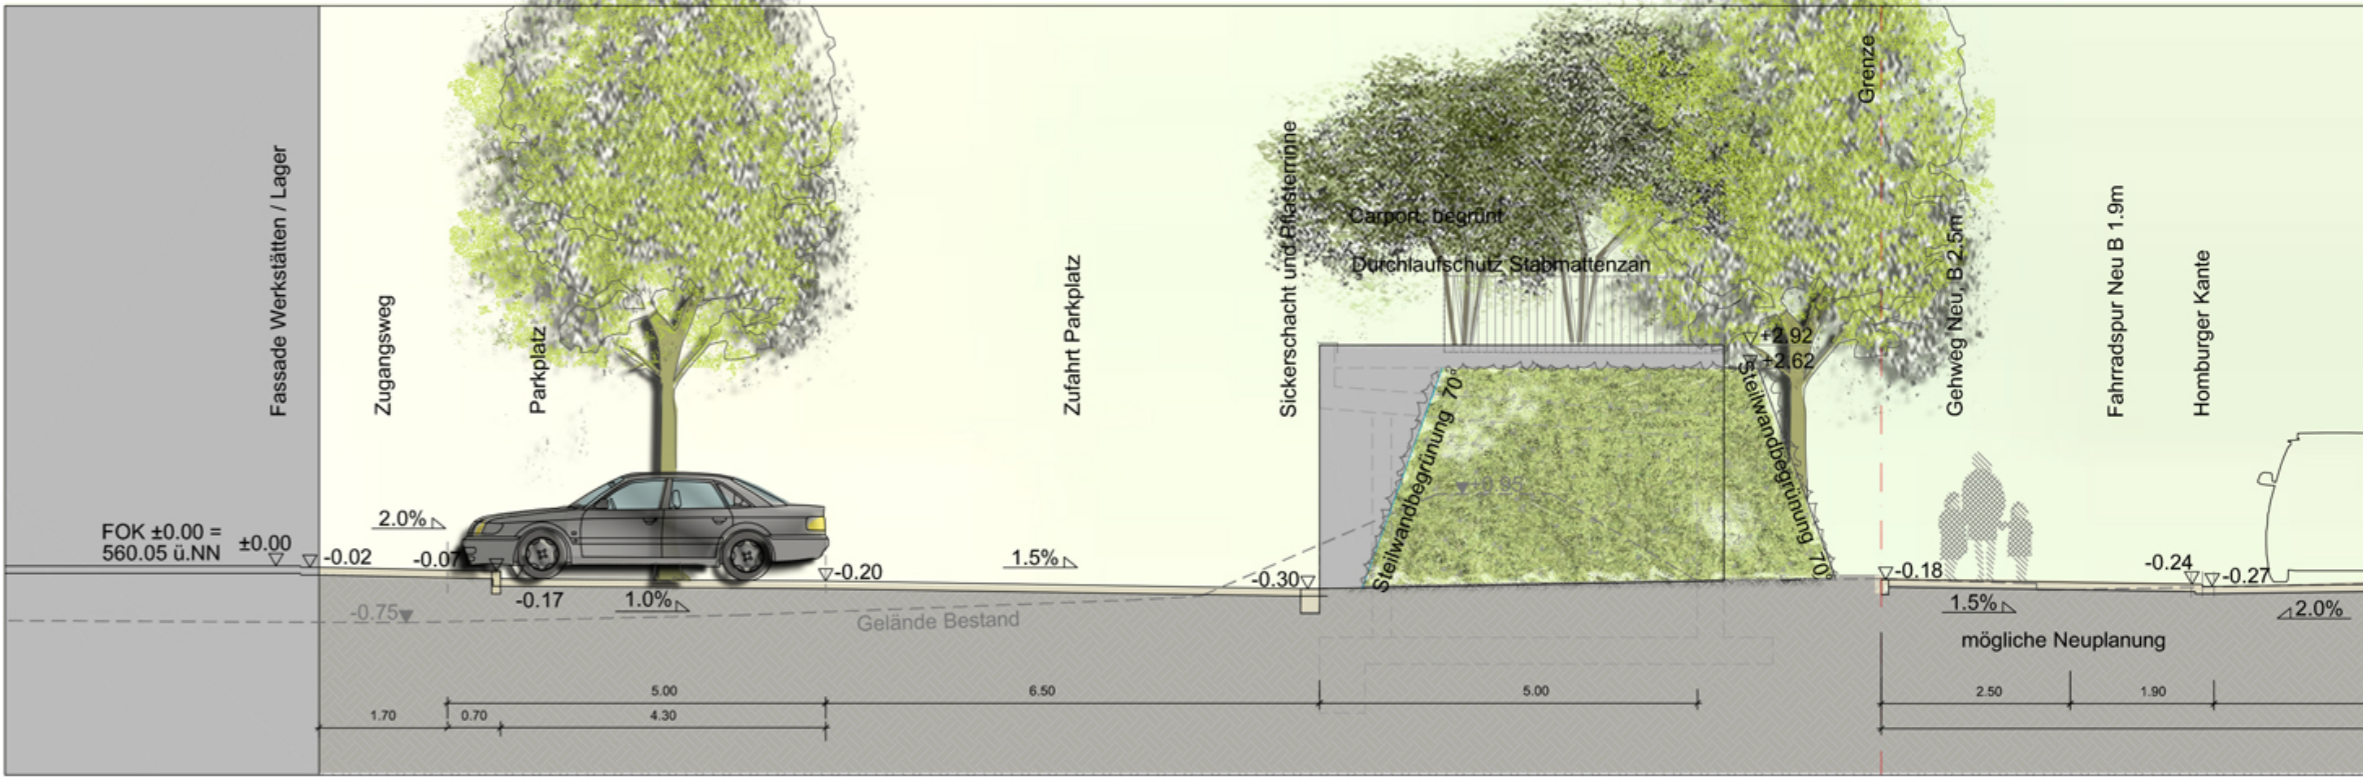 Fassade Werkstätten / Lager
Zugangsweg
Parkplatz
Zufahrt Parkplatz
Sickerschacht und Pflasterrinne
Carport, begrünt
Durchlaufschutz Stabmattenzan
Grenze
Gehweg Neu, B 2.5m
Fahrradspur Neu B 1.9m
Homburger Kante
+2.92
+2.62
Steilwandbegrünung 70°
Steilwandbegrünung 70°
FOK ±0.00 =
560.05 ü.NN
±0.00
-0.02
2.0%
-0.07
-0.17
1.0%
-0.20
1.5%
-0.30
-0.18
1.5%
-0.24
-0.27
2.0%
-0.75
Gelände Bestand
mögliche Neuplanung
5.00
6.50
5.00
2.50
1.90
1.70
0.70
4.30